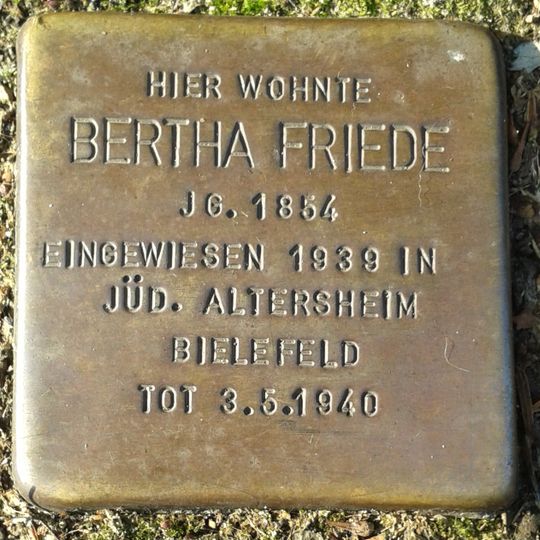 HIER WOHNTE
BERTHA FRIEDE
JG. 1854
EINGEWIESEN 1939 IN
JÜD. ALTERSHEIM
BIELEFELD
TOT 3.5.1940